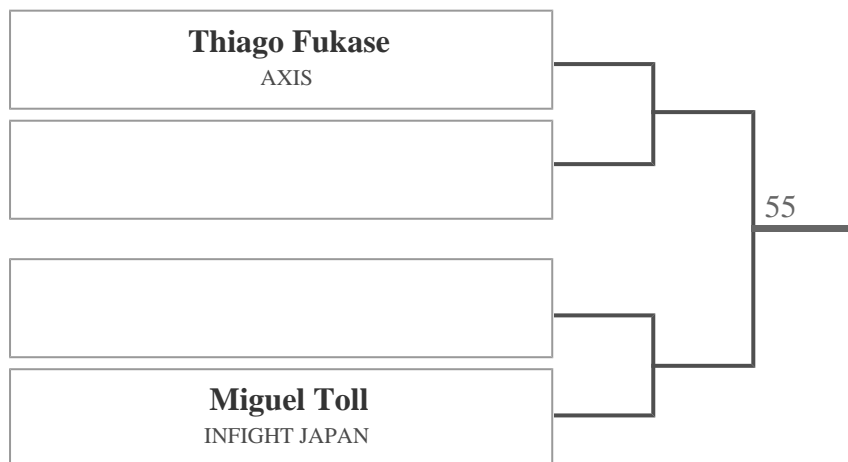 Thiago Fukase
AXIS
55
Miguel Toll
INFIGHT JAPAN